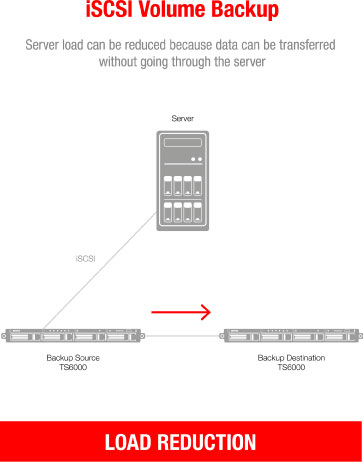 iSCSI Volume Backup
Server load can be reduced because data can be transferred
without going through the server
Server
iSCSI
Backup Source
TS6000
Backup Destination
TS6000
LOAD REDUCTION